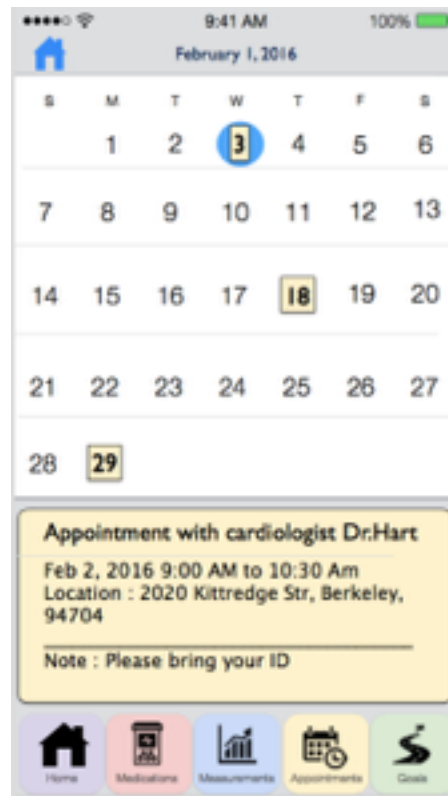 9:41 AM 100%
February 1, 2016
S M T W T F S
1 2 3 4 5 6
7 8 9 10 11 12 13
14 15 16 17 18 19 20
21 22 23 24 25 26 27
28 29
Appointment with cardiologist Dr.Hart
Feb 2, 2016 9:00 AM to 10:30 Am
Location : 2020 Kittredge Str, Berkeley,
94704
Note : Please bring your ID
Home Medications Measurements Appointments Goals